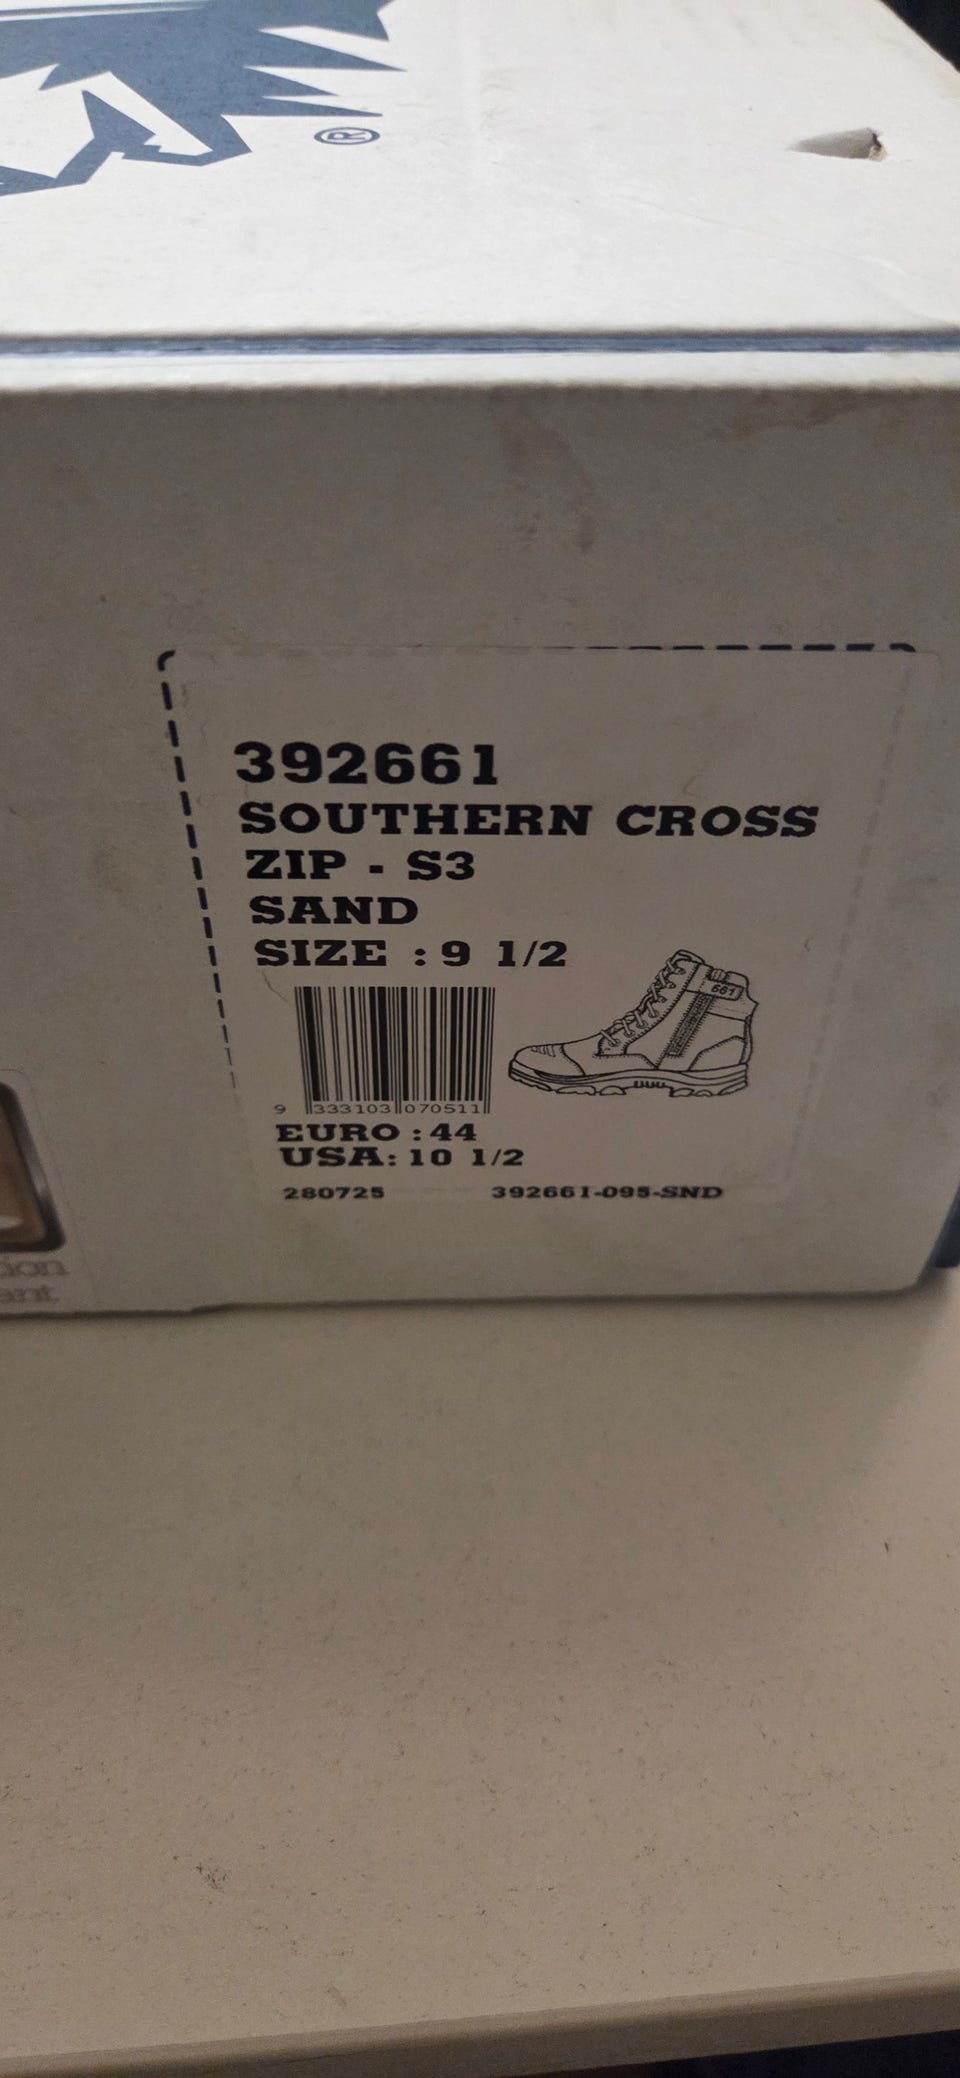 ®
392661
SOUTHERN CROSS
ZIP - S3
SAND
SIZE : 9 1/2
661
9 333103 070511
EURO : 44
USA: 10 1/2
280725 392661-095-SND